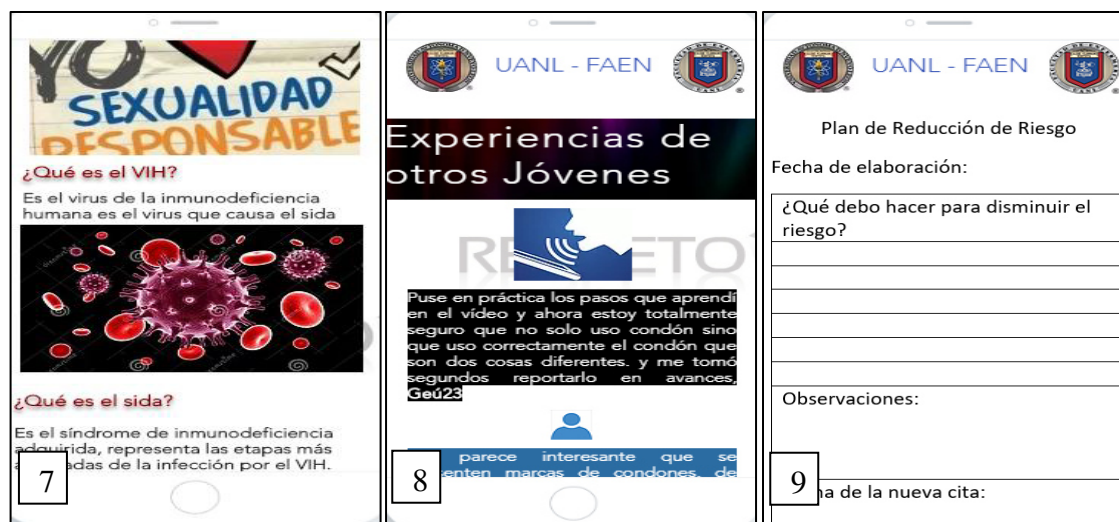 YO
SEXUALIDAD
RESPONSABLE
¿Qué es el VIH?
Es el virus de la inmunodeficiencia
humana es el virus que causa el sida
¿Qué es el sida?
Es el síndrome de inmunodeficiencia
adquirida, representa las etapas más
de la infección por el VIH.
7
UANL - FAEN
Experiencias de
otros Jóvenes
Puse en práctica los pasos que aprendí
en el vídeo y ahora estoy totalmente
seguro que no solo uso condón sino
que uso correctamente el condón que
son dos cosas diferentes. y me tomó
segundos reportarlo en avances,
Geú23
parece interesante que se
marcas de condones, de
8
UANL - FAEN
Plan de Reducción de Riesgo
Fecha de elaboración:
¿Qué debo hacer para disminuir el
riesgo?
Observaciones:
de la nueva cita:
9